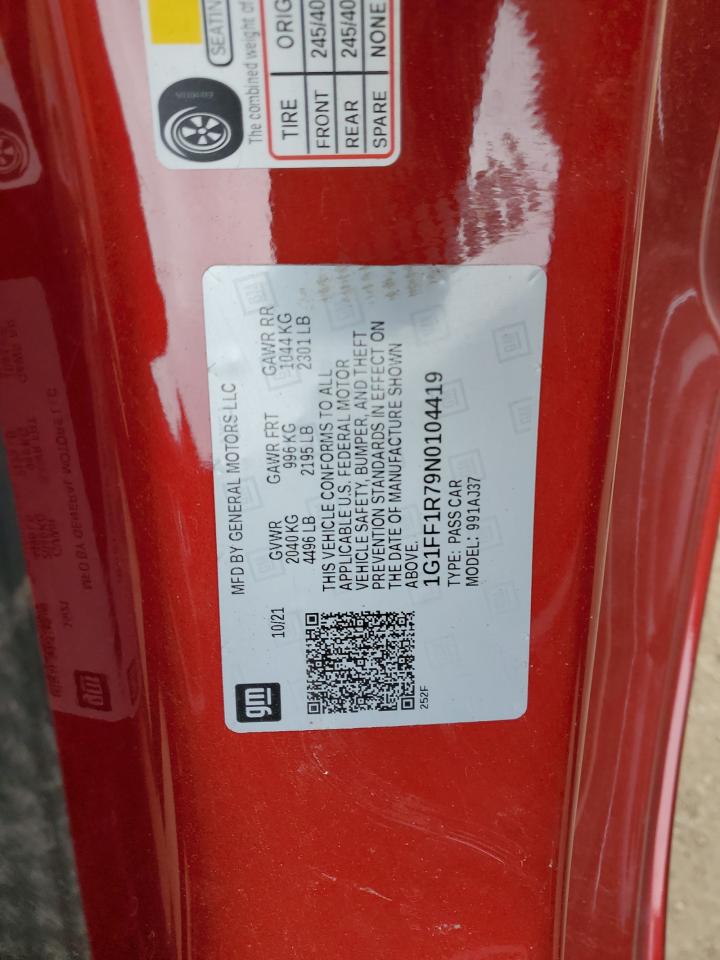 SEATIN
The combined weight of
TIRE ORIG
FRONT 245/40
REAR 245/40
SPARE NONE
gm
MFD BY GENERAL MOTORS LLC
10/21 GVWR GAWR FRT GAWR RR
2040 KG 996 KG 1044 KG
4496 LB 2195 LB 2301 LB
THIS VEHICLE CONFORMS TO ALL
APPLICABLE U.S. FEDERAL MOTOR
VEHICLE SAFETY, BUMPER, AND THEFT
PREVENTION STANDARDS IN EFFECT ON
THE DATE OF MANUFACTURE SHOWN
ABOVE.
1G1FF1R79N0104419
TYPE: PASS CAR
MODEL: 991AJ37
252F